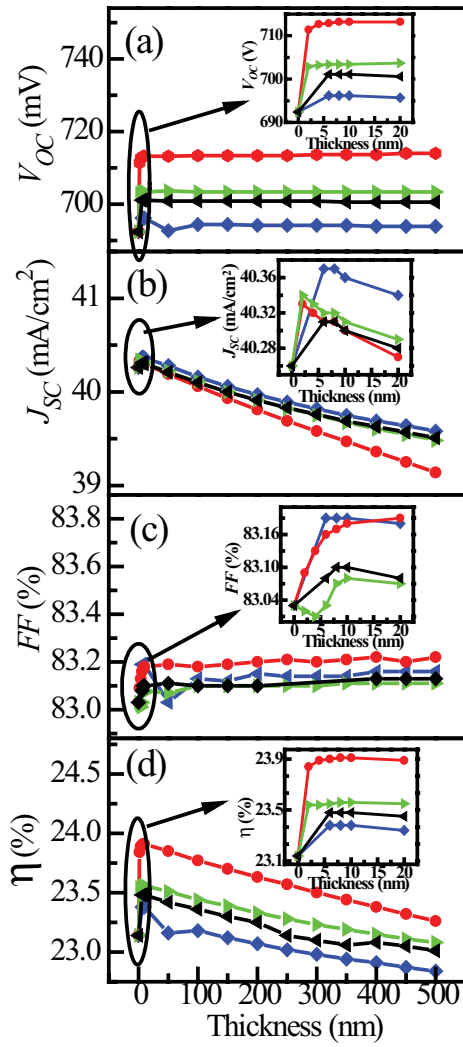 (a)
V_OC (mV)
740
720
700
V_OC (V)
710
700
690
0 5 10 15 20
Thickness (nm)
(b)
J_SC (mA/cm²)
41
40
39
J_SC (mA/cm²)
40.36
40.32
40.28
0 5 10 15 20
Thickness (nm)
(c)
FF (%)
83.8
83.6
83.4
83.2
83.0
FF (%)
83.16
83.10
83.04
0 5 10 15 20
Thickness (nm)
(d)
η (%)
24.5
24.0
23.5
23.0
η (%)
23.9
23.5
23.1
0 5 10 15 20
Thickness (nm)
0 100 200 300 400 500
Thickness (nm)